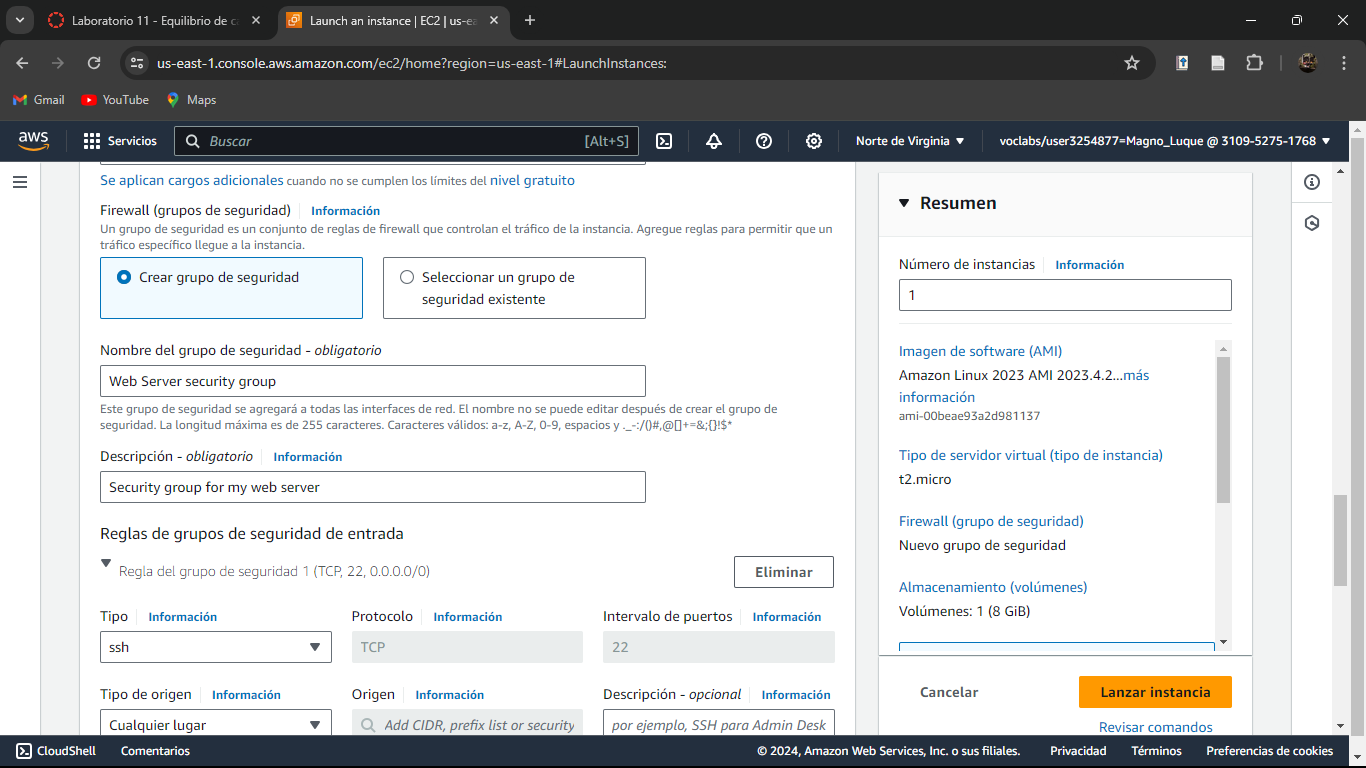 Laboratorio 11 - Equilibrio de c
Launch an instance | EC2 | us-ea
us-east-1.console.aws.amazon.com/ec2/home?region=us-east-1#LaunchInstances:
Gmail
YouTube
Maps
aws
Servicios
Buscar
[Alt+S]
Norte de Virginia
voclabs/user3254877=Magno_Luque @ 3109-5275-1768
Se aplican cargos adicionales cuando no se cumplen los límites del nivel gratuito
Firewall (grupos de seguridad)
Información
Un grupo de seguridad es un conjunto de reglas de firewall que controlan el tráfico de la instancia. Agregue reglas para permitir que un
tráfico específico llegue a la instancia.
Crear grupo de seguridad
Seleccionar un grupo de
seguridad existente
Nombre del grupo de seguridad - obligatorio
Web Server security group
Este grupo de seguridad se agregará a todas las interfaces de red. El nombre no se puede editar después de crear el grupo de
seguridad. La longitud máxima es de 255 caracteres. Caracteres válidos: a-z, A-Z, 0-9, espacios y ._-:/()#,@[]+=&;{}!$*
Descripción - obligatorio
Información
Security group for my web server
Reglas de grupos de seguridad de entrada
Regla del grupo de seguridad 1 (TCP, 22, 0.0.0.0/0)
Eliminar
Tipo
Información
Protocolo
Información
Intervalo de puertos
Información
ssh
TCP
22
Tipo de origen
Información
Origen
Información
Descripción - opcional
Información
Cualquier lugar
Add CIDR, prefix list or security
por ejemplo, SSH para Admin Desk
Resumen
Número de instancias
Información
1
Imagen de software (AMI)
Amazon Linux 2023 AMI 2023.4.2...más
información
ami-00beae93a2d981137
Tipo de servidor virtual (tipo de instancia)
t2.micro
Firewall (grupo de seguridad)
Nuevo grupo de seguridad
Almacenamiento (volúmenes)
Volúmenes: 1 (8 GiB)
Cancelar
Lanzar instancia
Revisar comandos
CloudShell
Comentarios
© 2024, Amazon Web Services, Inc. o sus filiales.
Privacidad
Términos
Preferencias de cookies